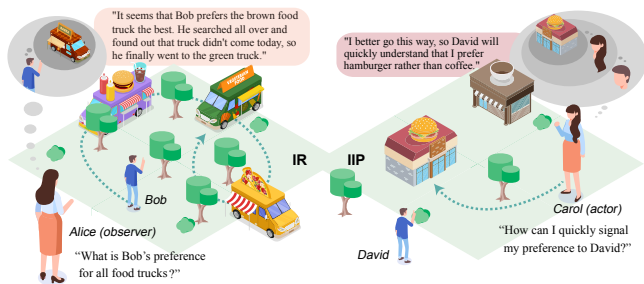 "It seems that Bob prefers the brown food
truck the best. He searched all over and
found out that truck didn't come today, so
he finally went to the green truck."
"I better go this way, so David will
quickly understand that I prefer
hamburger rather than coffee."
IR
IIP
Bob
Alice (observer)
David
Carol (actor)
“What is Bob’s preference
for all food trucks?”
“How can I quickly signal
my preference to David?”